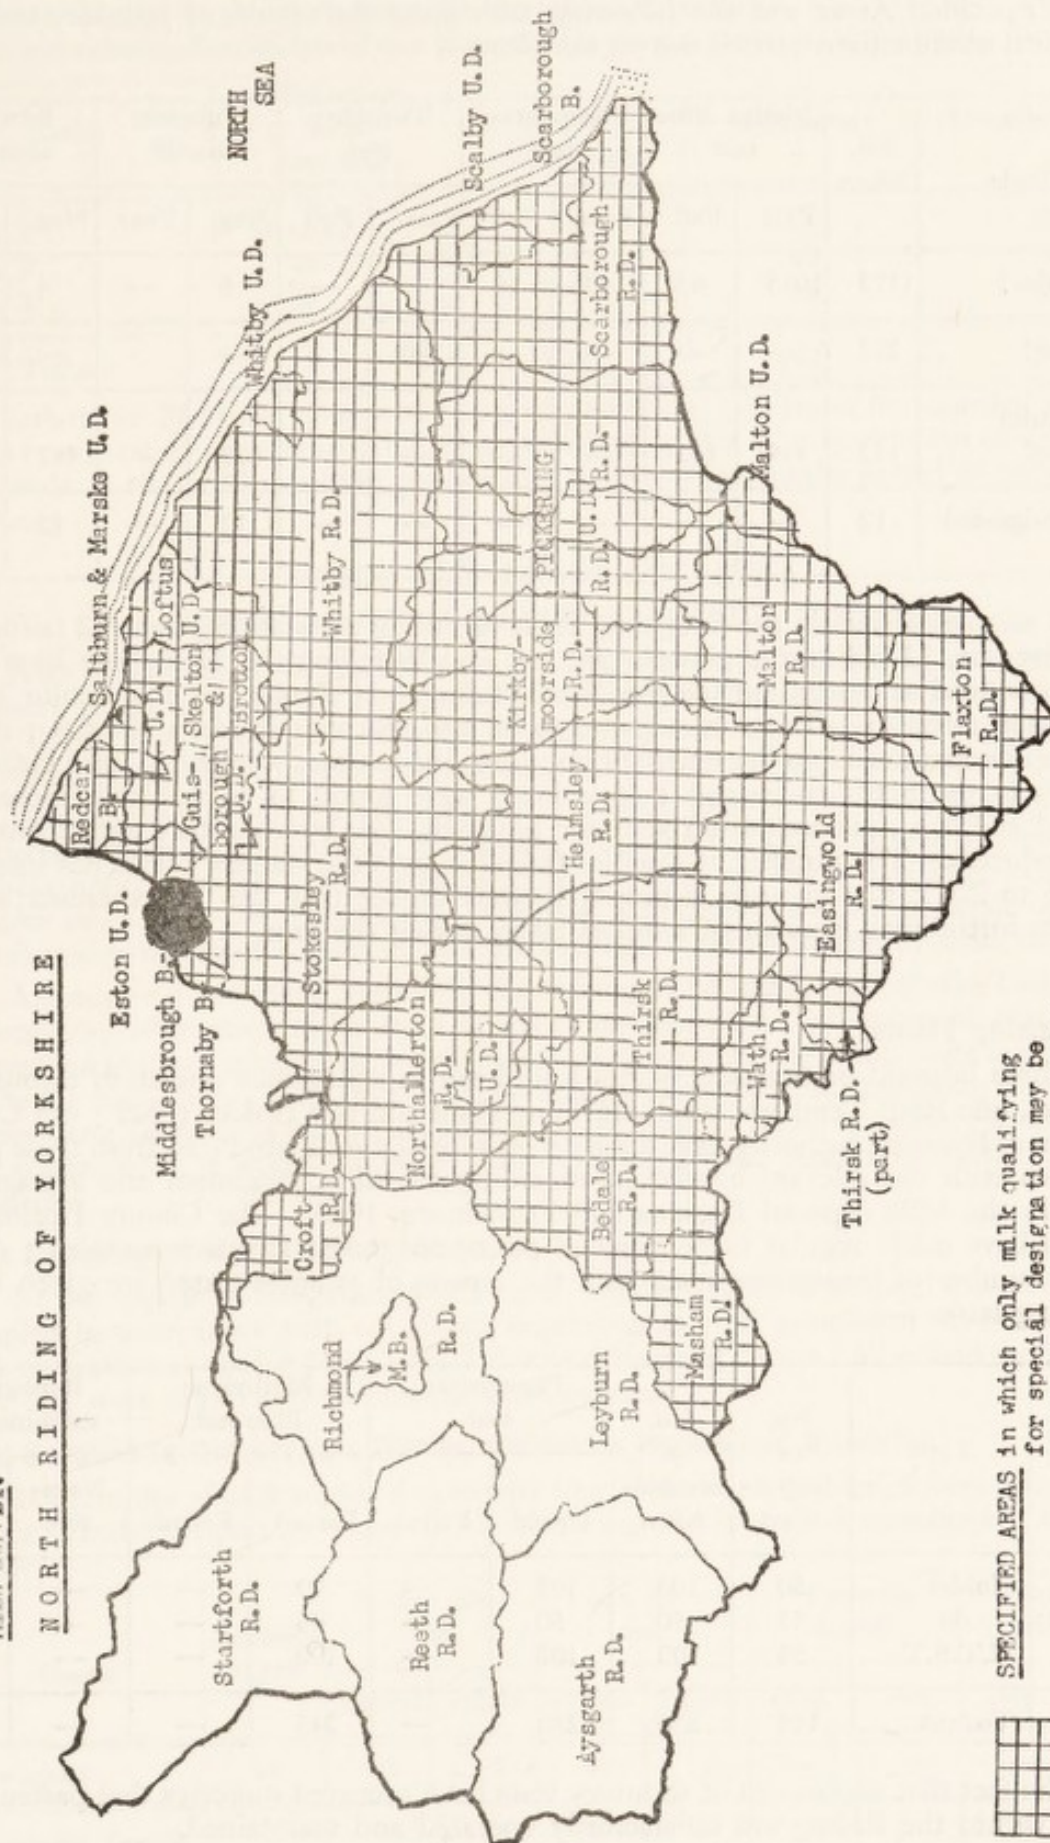 NORTH RIDING OF YORKSHIRE
NORTH
SEA
Eston U.D.
Middlesbrough B.
Thornaby B.
Redcar
B.
Saltburn & Marske U.D.
U.D. Loftus
Guis-
borough
U.D.
Skelton U.D.
&
Brotton
Whitby U.D.
Whitby R.D.
Scalby U.D.
Scarborough
B.
Scarborough
R.D.
Startforth
R.D.
Croft
R.D.
Stokesley
R.D.
Richmond
M.B.
R.D.
Northallerton
R.D.
U.D.
Reeth
R.D.
Kirkby-
moorside
R.D.
PICKERING
R.D. U.D. R.D.
Helmsley
R.D.
Aysgarth
R.D.
Leyburn
R.D.
Bedale
R.D.
Thirsk
R.D.
Masham
R.D.
Wath
R.D.
Easingwold
R.D.
Malton
R.D.
Malton U.D.
Thirsk R.D.
(part)
Flaxton
R.D.
SPECIFIED AREAS in which only milk qualifying
for special designation may be